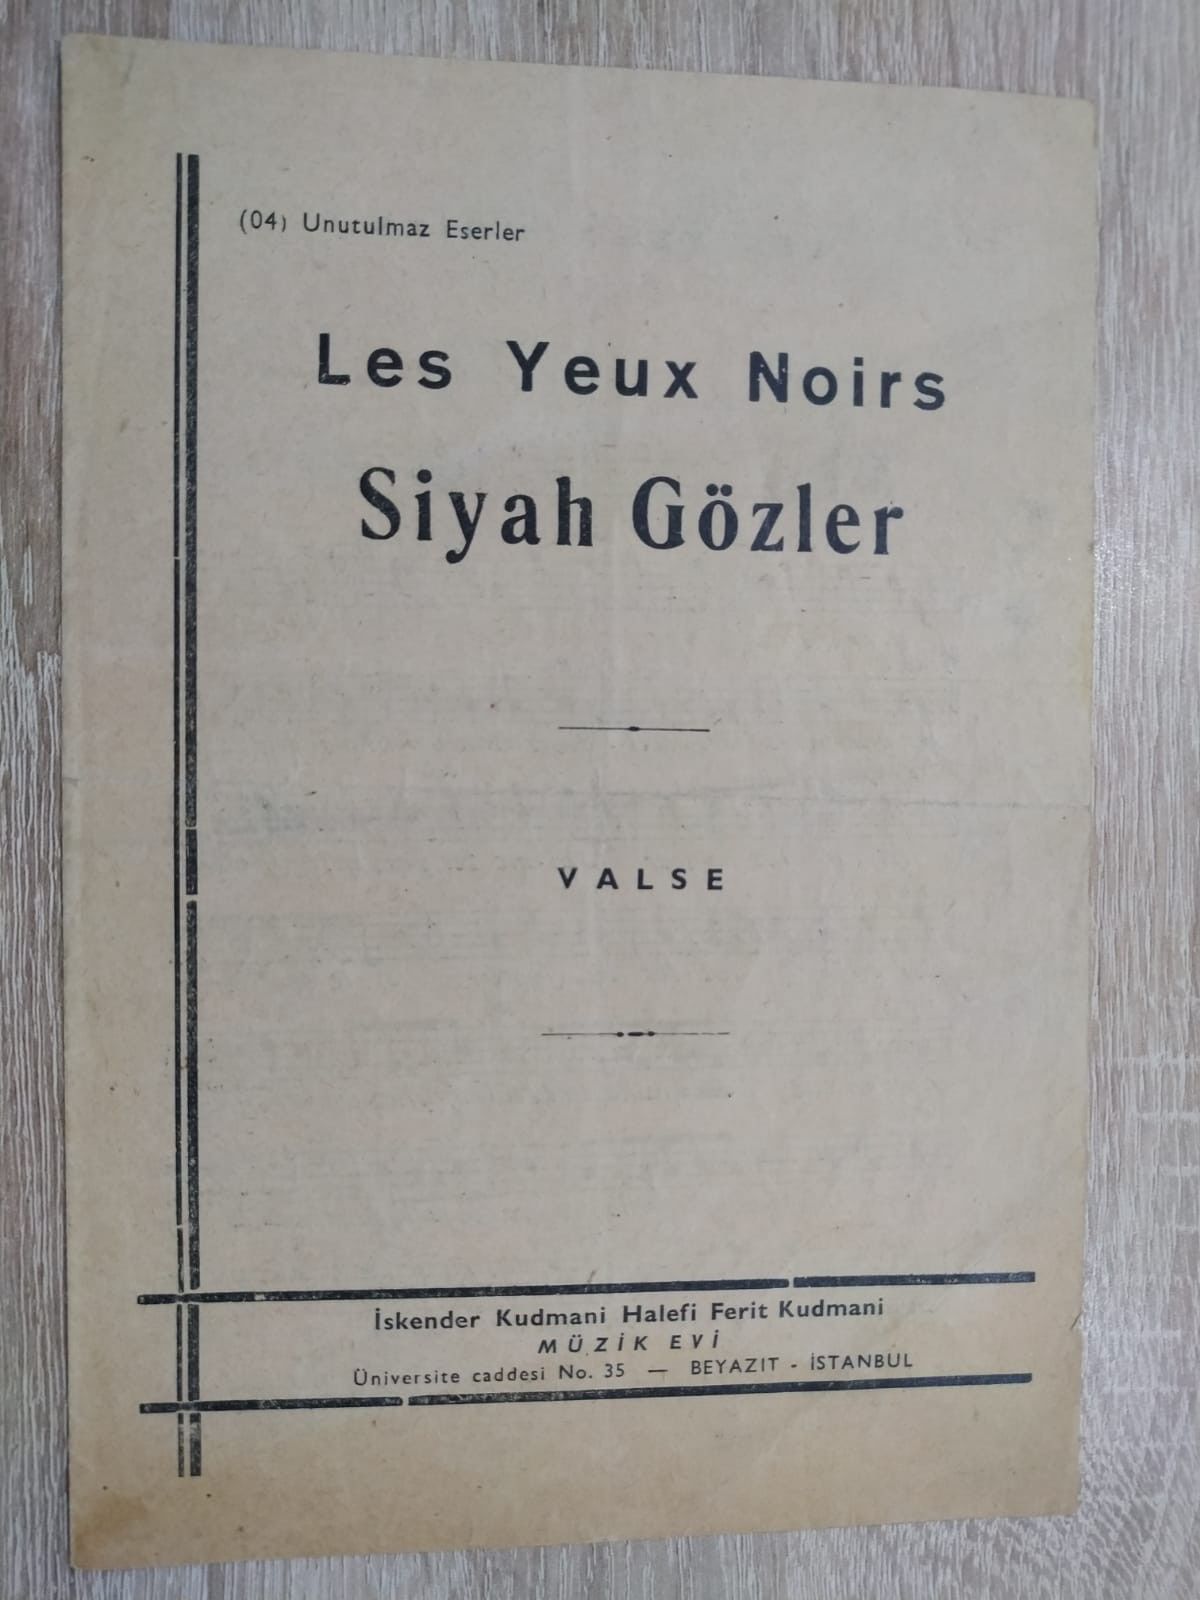 (04) Unutulmaz Eserler
Les Yeux Noirs
Siyah Gözler
VALSE
İskender Kudmani Halefi Ferit Kudmani
MÜZİK EVİ
Üniversite caddesi No. 35 — BEYAZIT - İSTANBUL